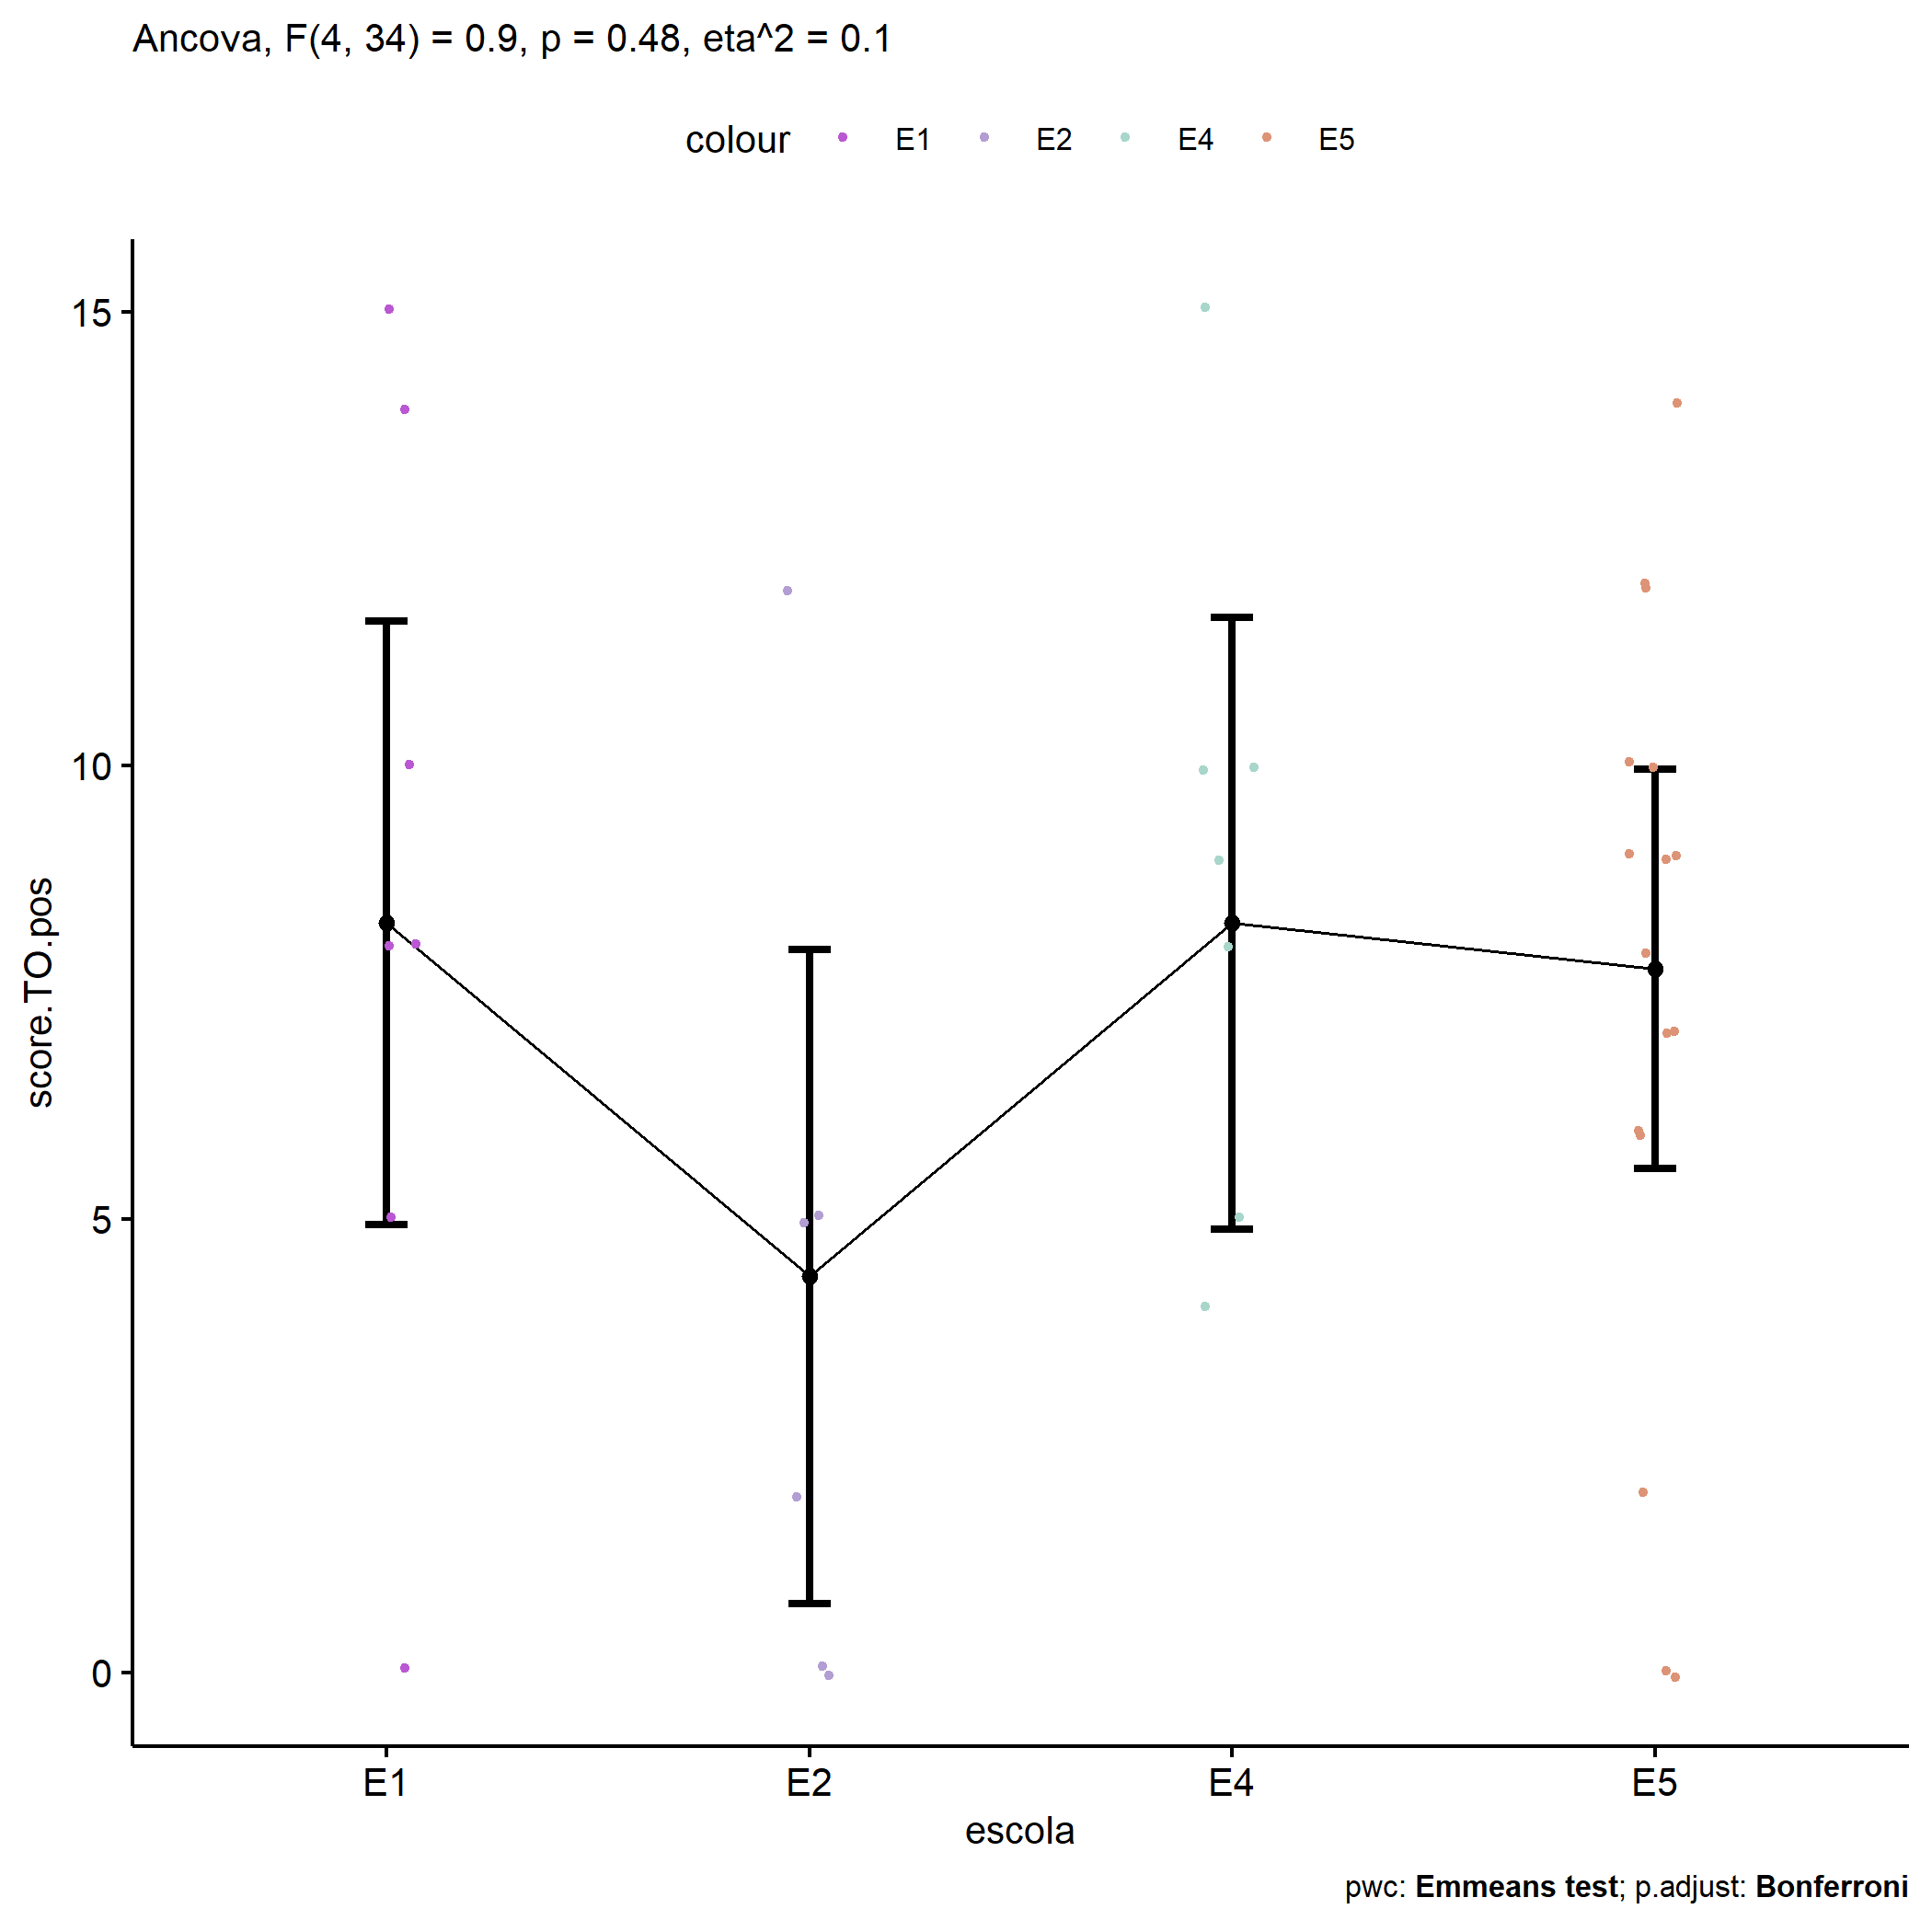 Ancova, F(4, 34) = 0.9, p = 0.48, eta^2 = 0.1
colour E1 E2 E4 E5
15
10
5
0
score.TO.pos
E1 E2 E4 E5
escola
pwc: Emmeans test; p.adjust: Bonferroni